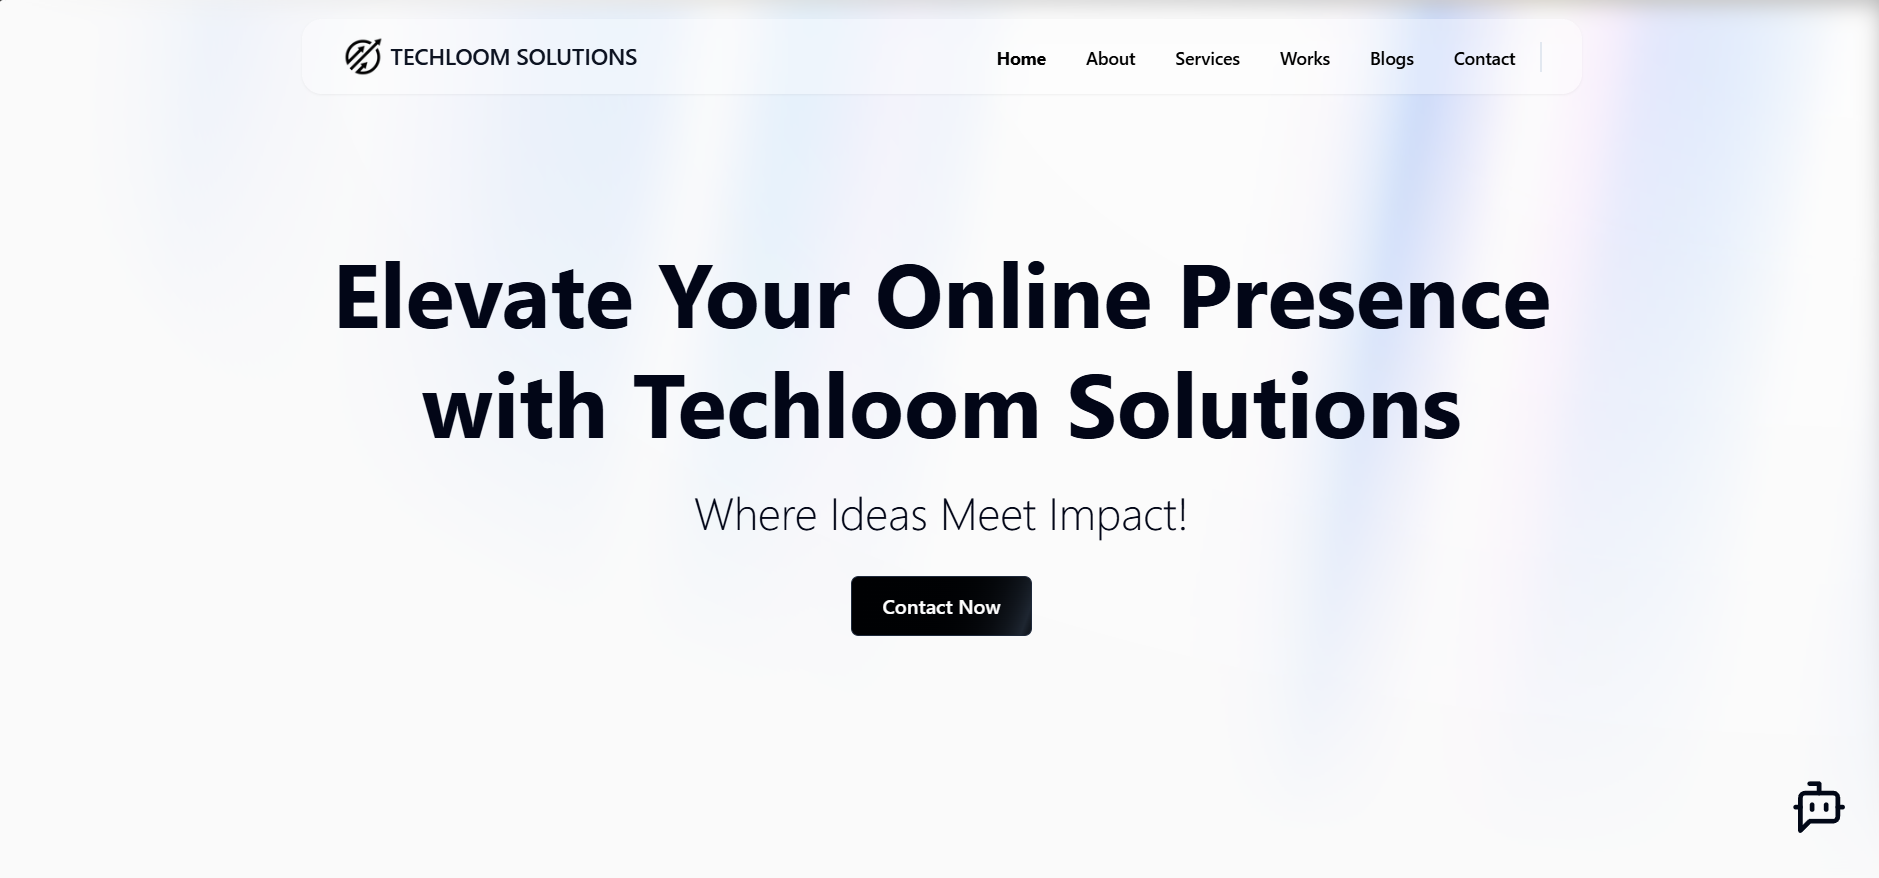 TECHLOOM SOLUTIONS
Home About Services Works Blogs Contact
Elevate Your Online Presence
with Techloom Solutions
Where Ideas Meet Impact!
Contact Now